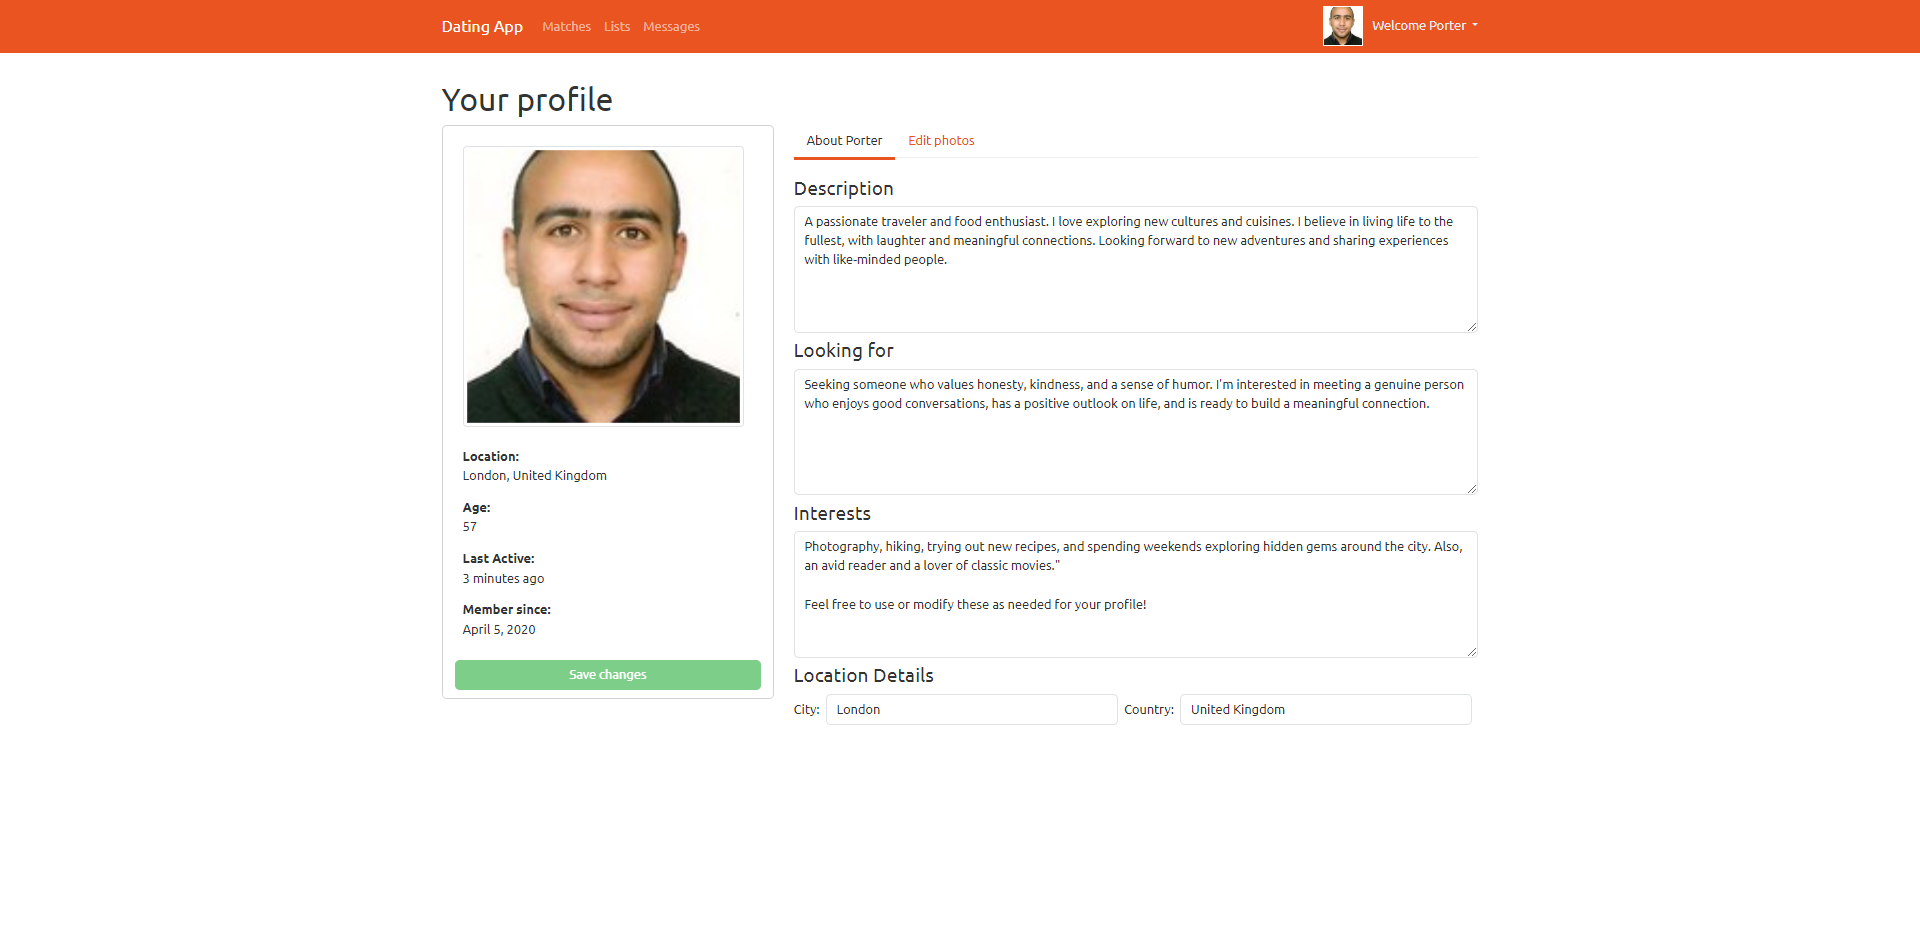 Dating App Matches Lists Messages Welcome Porter
Your profile
About Porter Edit photos
Description
A passionate traveler and food enthusiast. I love exploring new cultures and cuisines. I believe in living life to the
fullest, with laughter and meaningful connections. Looking forward to new adventures and sharing experiences
with like-minded people.
Looking for
Seeking someone who values honesty, kindness, and a sense of humor. I'm interested in meeting a genuine person
who enjoys good conversations, has a positive outlook on life, and is ready to build a meaningful connection.
Interests
Photography, hiking, trying out new recipes, and spending weekends exploring hidden gems around the city. Also,
an avid reader and a lover of classic movies."
Feel free to use or modify these as needed for your profile!
Location Details
City: London Country: United Kingdom
Location:
London, United Kingdom
Age:
57
Last Active:
3 minutes ago
Member since:
April 5, 2020
Save changes